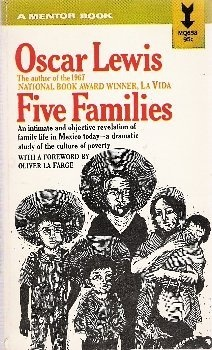 A MENTOR BOOK
MQ658
95c
Oscar Lewis
The author of the 1967
NATIONAL BOOK AWARD WINNER, LA VIDA
Five Families
An intimate and objective revelation of
family life in Mexico today—a dramatic
study of the culture of poverty
WITH A FOREWORD BY
OLIVER LA FARGE